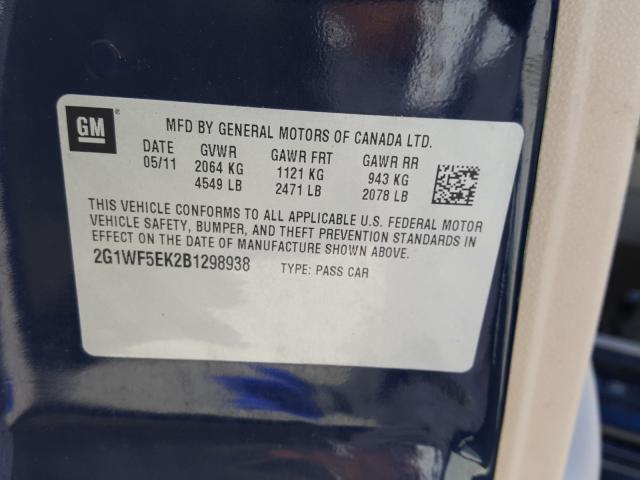 GM
MFD BY GENERAL MOTORS OF CANADA LTD.
DATE GVWR GAWR FRT GAWR RR
05/11 2064 KG 1121 KG 943 KG
4549 LB 2471 LB 2078 LB
THIS VEHICLE CONFORMS TO ALL APPLICABLE U.S. FEDERAL MOTOR
VEHICLE SAFETY, BUMPER, AND THEFT PREVENTION STANDARDS IN
EFFECT ON THE DATE OF MANUFACTURE SHOWN ABOVE.
2G1WF5EK2B1298938 TYPE: PASS CAR